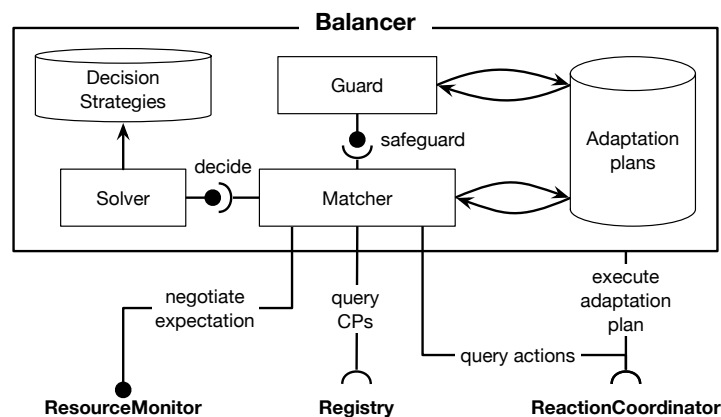 Balancer
Decision
Strategies
Guard
Adaptation
plans
safeguard
decide
Solver
Matcher
negotiate
expectation
query
CPs
execute
adaptation
plan
query actions
ResourceMonitor
Registry
ReactionCoordinator